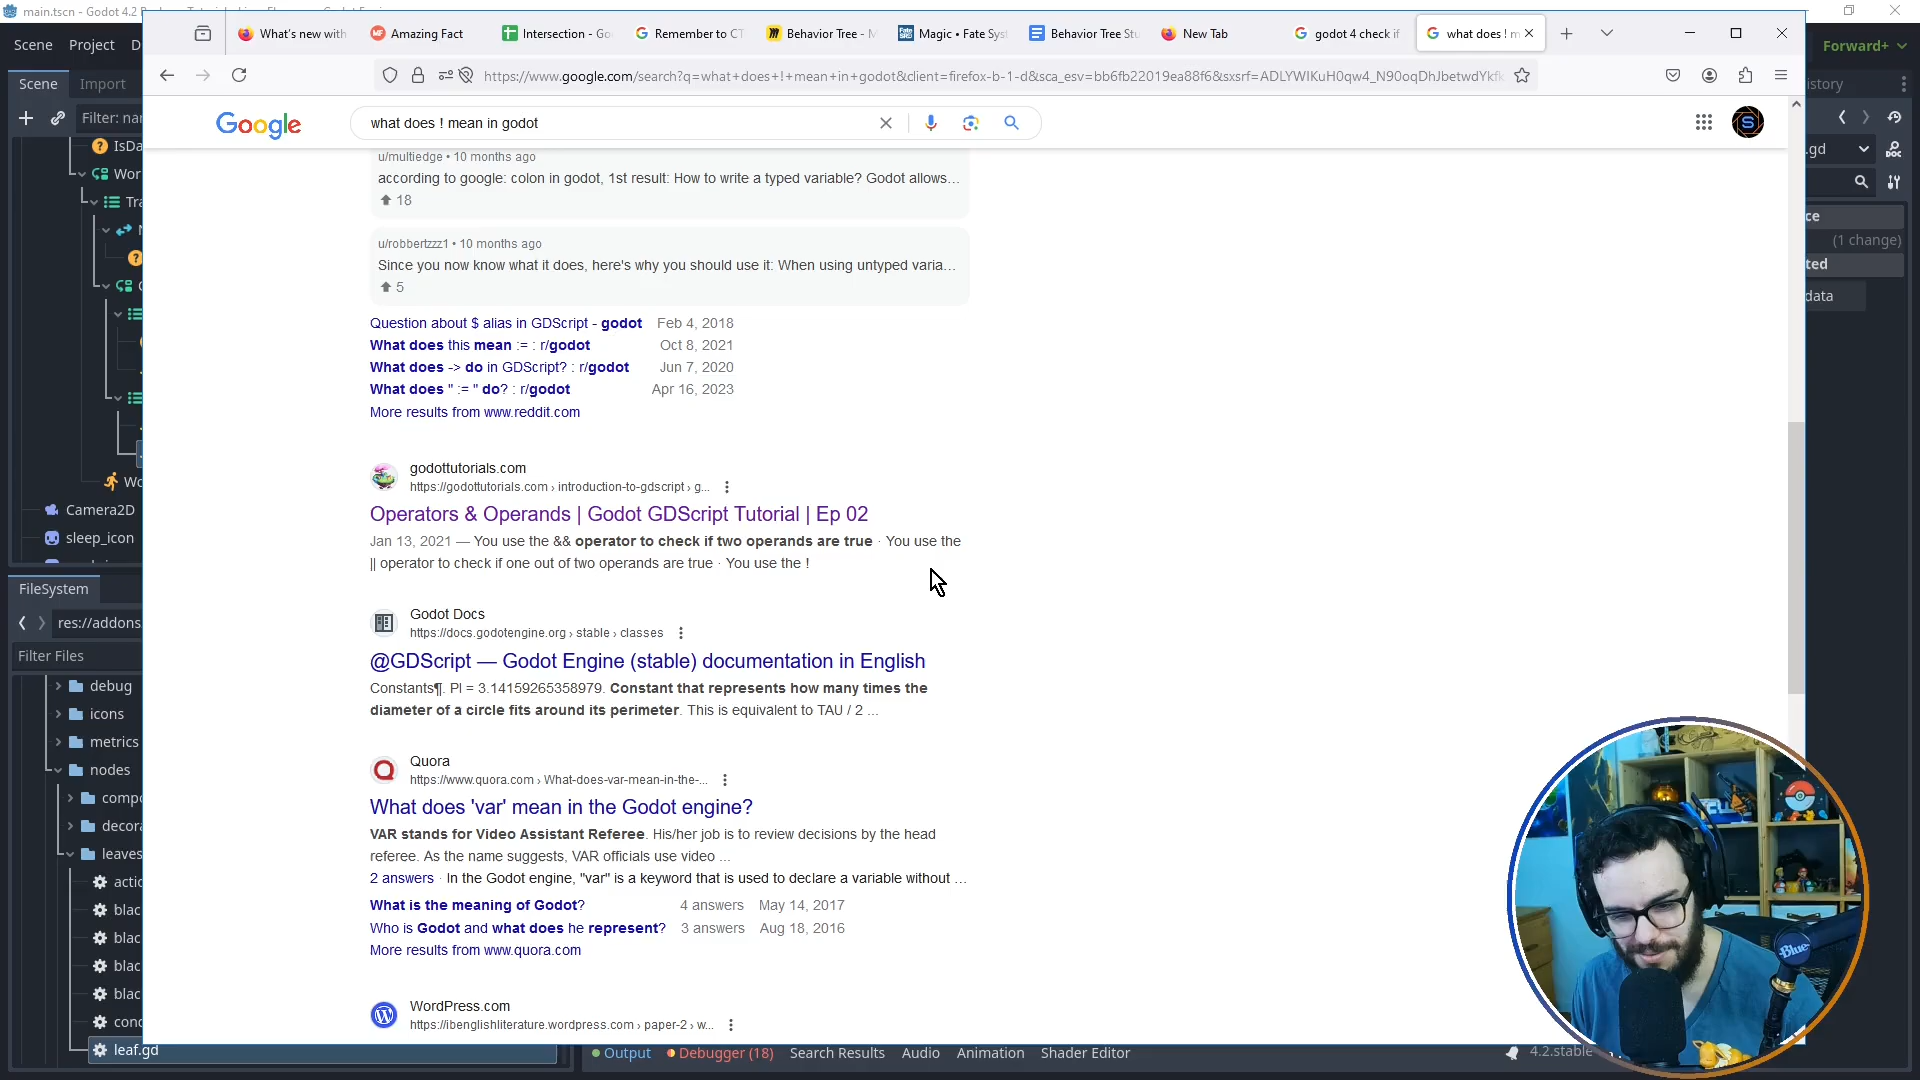 main.tscn - Godot 4.2
Scene Project D
Forward+
What's new with
Amazing Fact
Intersection - Go
Remember to CT
Behavior Tree - M
Magic • Fate Sys
Behavior Tree Stu
New Tab
godot 4 check if
what does ! m
https://www.google.com/search?q=what+does+!+mean+in+godot&client=firefox-b-1-d&sca_esv=bb6fb22019ea88f6&sxsrf=ADLYWIKuH0qw4_N90oqDhJbetwdYkfk
Scene Import
istory
Filter: nar
Google
what does ! mean in godot
S
IsDa
.gd
DOC
Wor
Tra
u/multiedge • 10 months ago
according to google: colon in godot, 1st result: How to write a typed variable? Godot allows...
18
ce
(1 change)
u/robbertzzz1 • 10 months ago
Since you now know what it does, here's why you should use it: When using untyped varia...
5
ted
data
Question about $ alias in GDScript - godot Feb 4, 2018
What does this mean := : r/godot Oct 8, 2021
What does -> do in GDScript? : r/godot Jun 7, 2020
What does " := " do? : r/godot Apr 16, 2023
More results from www.reddit.com
Wo
Camera2D
sleep_icon
godottutorials.com
https://godottutorials.com › introduction-to-gdscript › g...
Operators & Operands | Godot GDScript Tutorial | Ep 02
Jan 13, 2021 — You use the && operator to check if two operands are true · You use the
|| operator to check if one out of two operands are true · You use the !
FileSystem
res://addons
Filter Files
Godot Docs
https://docs.godotengine.org › stable › classes
@GDScript — Godot Engine (stable) documentation in English
Constants¶. PI = 3.14159265358979. Constant that represents how many times the
diameter of a circle fits around its perimeter. This is equivalent to TAU / 2 ...
debug
icons
metrics
nodes
compo
decora
leaves
actio
blac
blac
blac
blac
conc
leaf.gd
Quora
https://www.quora.com › What-does-var-mean-in-the-...
What does 'var' mean in the Godot engine?
VAR stands for Video Assistant Referee. His/her job is to review decisions by the head
referee. As the name suggests, VAR officials use video ...
2 answers · In the Godot engine, "var" is a keyword that is used to declare a variable without ...
What is the meaning of Godot? 4 answers May 14, 2017
Who is Godot and what does he represent? 3 answers Aug 18, 2016
More results from www.quora.com
WordPress.com
https://ibenglishliterature.wordpress.com › paper-2 › w...
Blue
Output Debugger (18) Search Results Audio Animation Shader Editor
4.2.stable